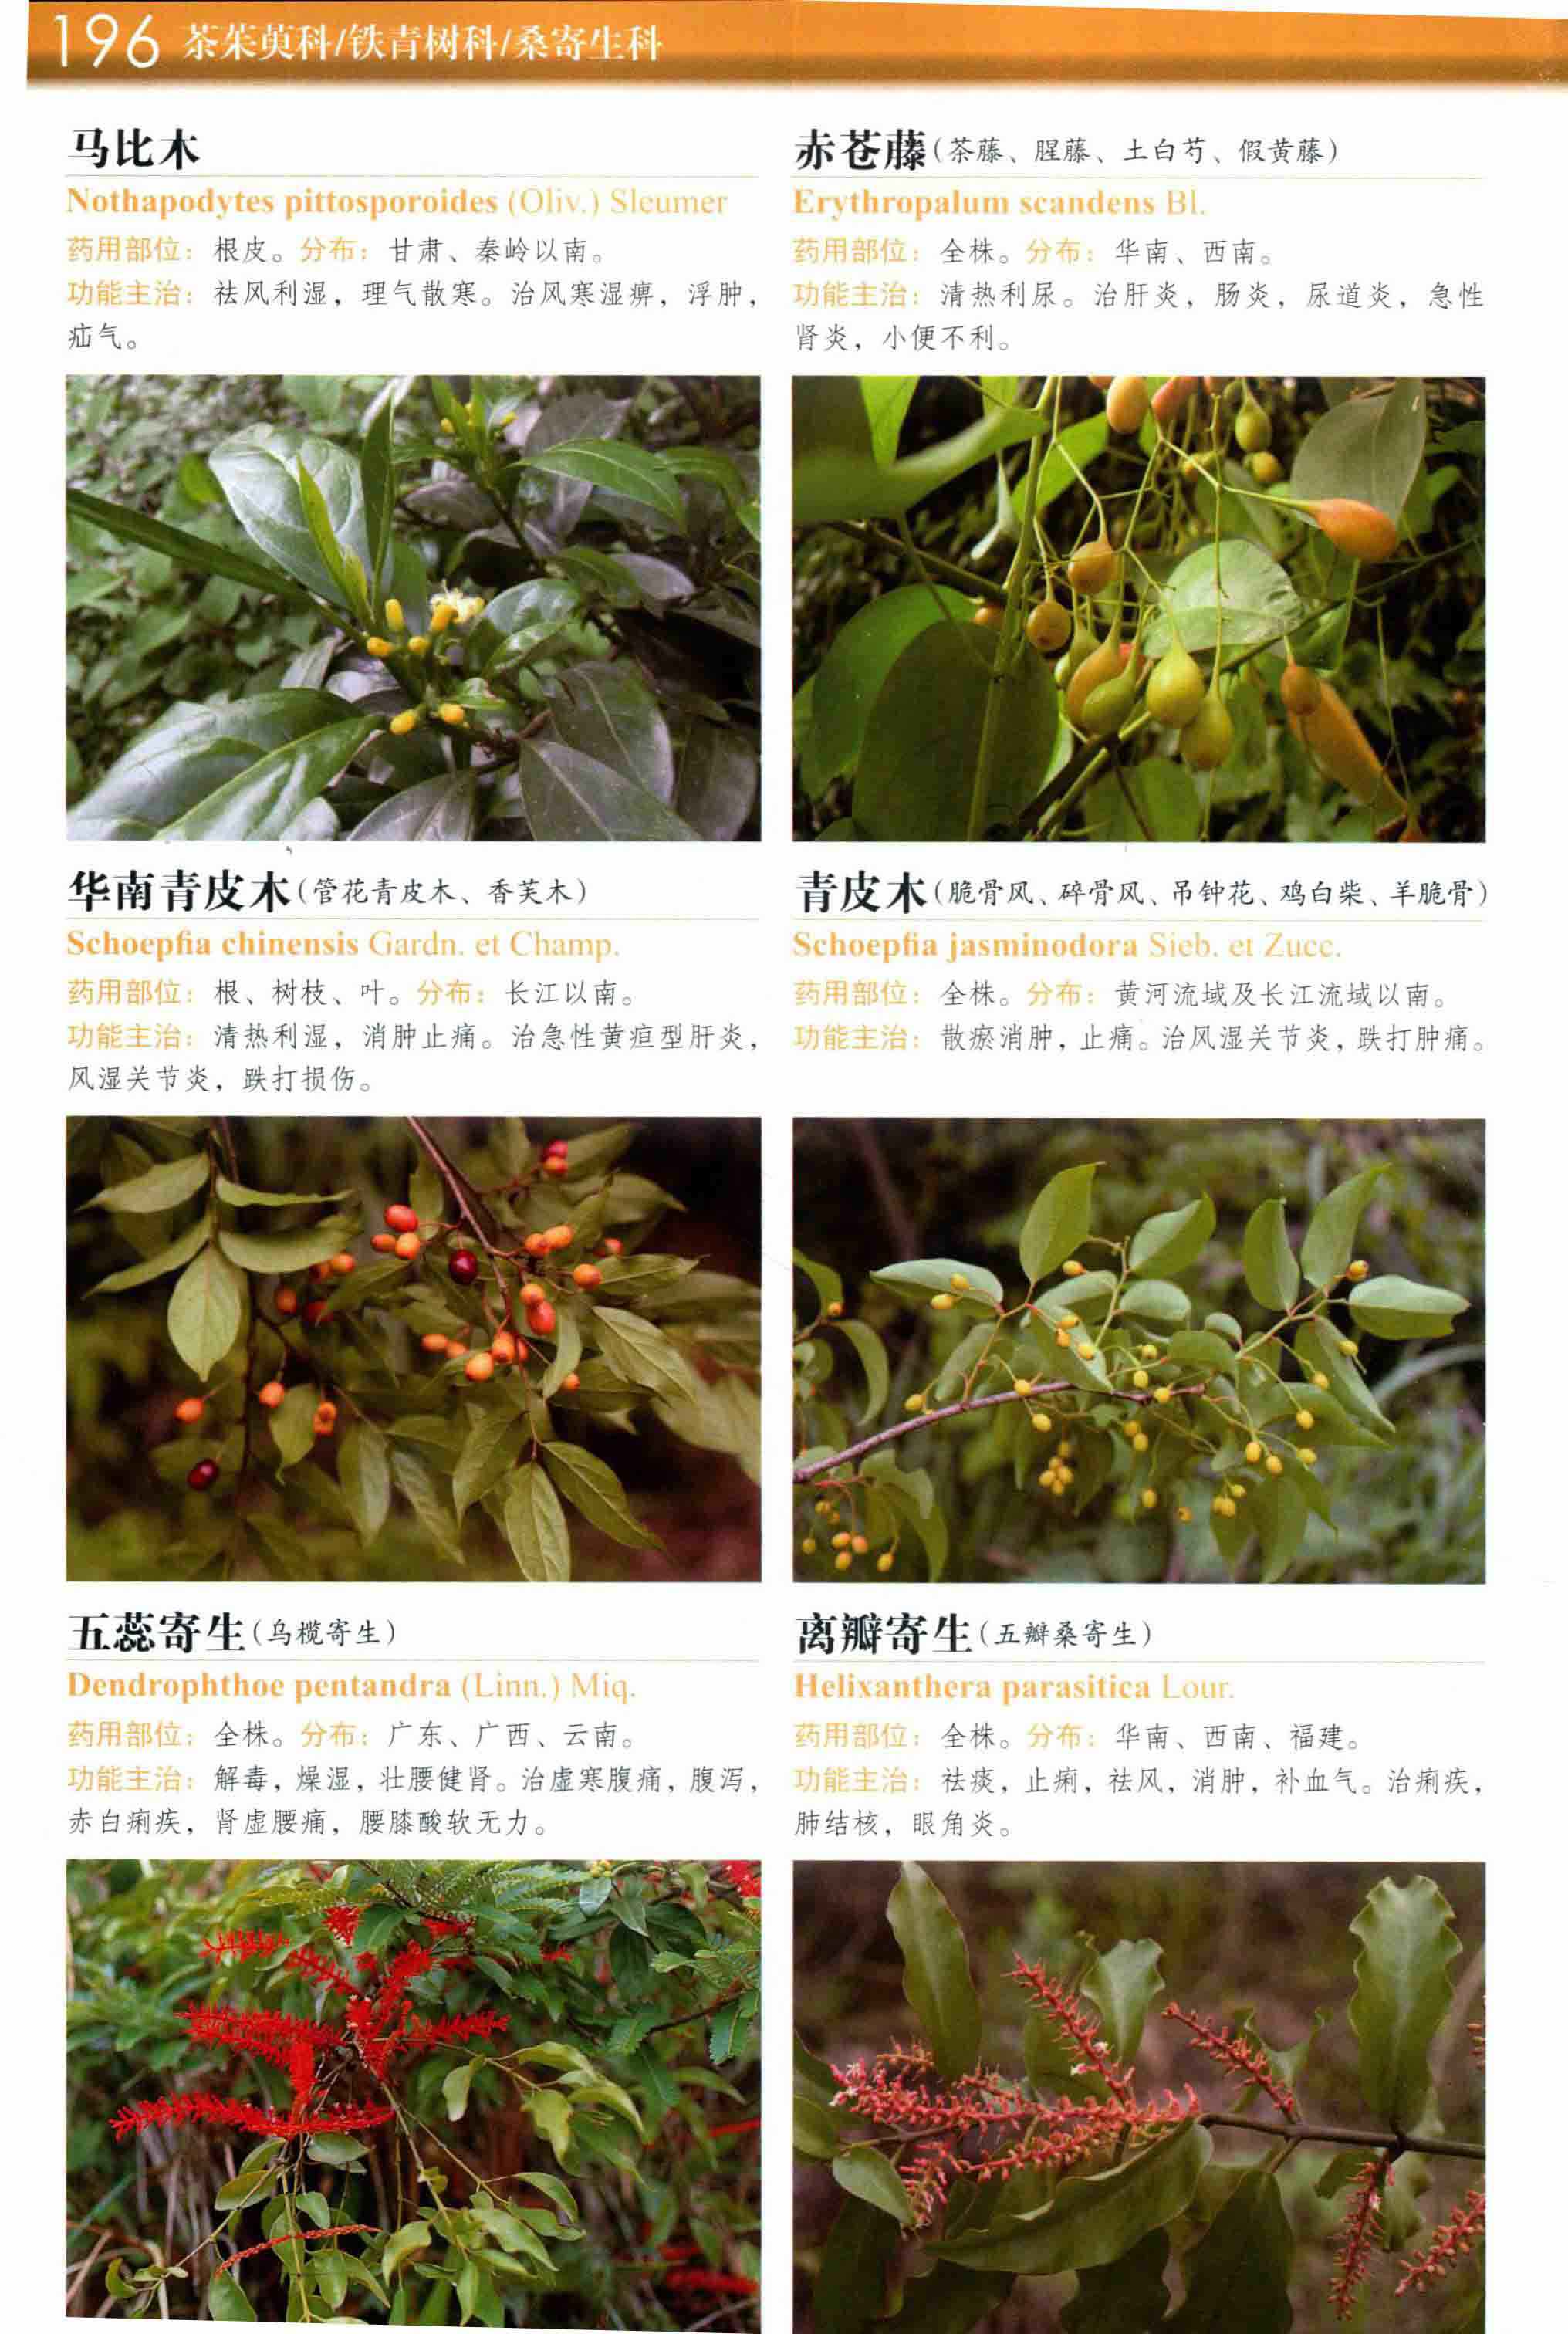 196 茶茱萸科/铁青树科/桑寄生科
马比木
Nothapodytes pittosporoides (Oliv.) Sleumer
药用部位：根皮。分布：甘肃、秦岭以南。
功能主治：祛风利湿，理气散寒。治风寒湿痹，浮肿，
疝气。
赤苍藤（茶藤、腥藤、土白芍、假黄藤）
Erythropalum scandens Bl.
药用部位：全株。分布：华南、西南。
功能主治：清热利尿。治肝炎，肠炎，尿道炎，急性
肾炎，小便不利。
华南青皮木（管花青皮木、香芙木）
Schoepfia chinensis Gardn. et Champ.
药用部位：根、树枝、叶。分布：长江以南。
功能主治：清热利湿，消肿止痛。治急性黄疸型肝炎，
风湿关节炎，跌打损伤。
青皮木（脆骨风、碎骨风、吊钟花、鸡白柴、羊脆骨）
Schoepfia jasminodora Sieb. et Zucc.
药用部位：全株。分布：黄河流域及长江流域以南。
功能主治：散瘀消肿，止痛。治风湿关节炎，跌打肿痛。
五蕊寄生（乌榄寄生）
Dendrophthoe pentandra (Linn.) Miq.
药用部位：全株。分布：广东、广西、云南。
功能主治：解毒，燥湿，壮腰健肾。治虚寒腹痛，腹泻，
赤白痢疾，肾虚腰痛，腰膝酸软无力。
离瓣寄生（五瓣桑寄生）
Helixanthera parasitica Lour.
药用部位：全株。分布：华南、西南、福建。
功能主治：祛痰，止痢，祛风，消肿，补血气。治痢疾，
肺结核，眼角炎。